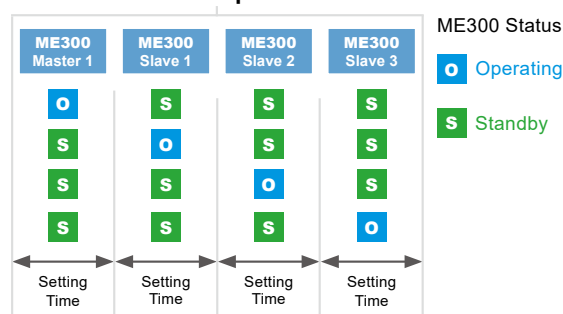 ME300 Status
ME300 ME300 ME300 ME300
Master 1 Slave 1 Slave 2 Slave 3
O Operating
O S S S
S Standby
S O S S
S S O S
S S S O
Setting Setting Setting Setting
Time Time Time Time